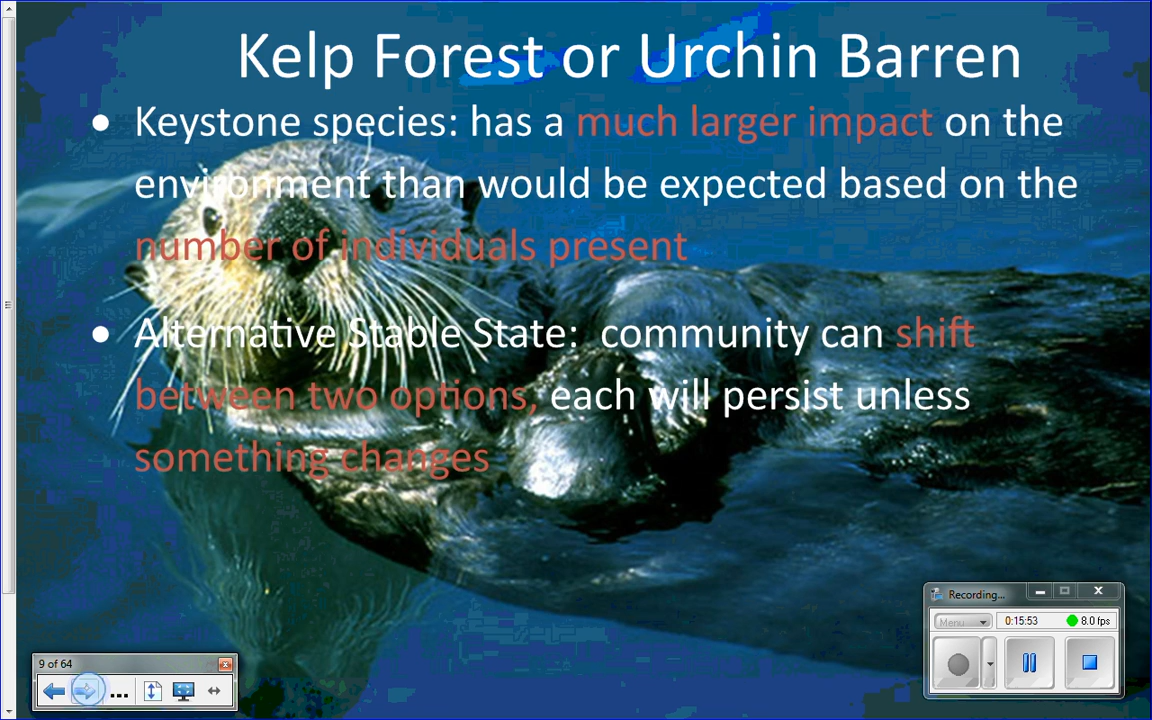 Kelp Forest or Urchin Barren
● Keystone species: has a much larger impact on the
environment than would be expected based on the
number of individuals present
● Alternative Stable State: community can shift
between two options, each will persist unless
something changes
Recording...
Menu
0:15:53
8.0 fps
9 of 64